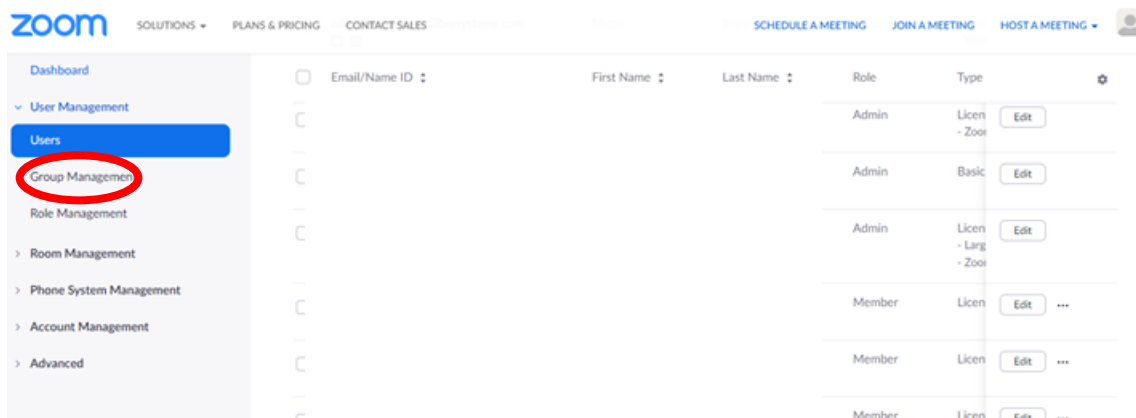 zoom SOLUTIONS PLANS & PRICING CONTACT SALES SCHEDULE A MEETING JOIN A MEETING HOST A MEETING
Dashboard
User Management
Users
Group Management
Role Management
Room Management
Phone System Management
Account Management
Advanced
Email/Name ID First Name Last Name Role Type
Admin Licen Edit
- Zoo
Admin Basic Edit
Admin Licen Edit
- Larg
- Zoo
Member Licen Edit ...
Member Licen Edit ...
Member Licen Edit ...